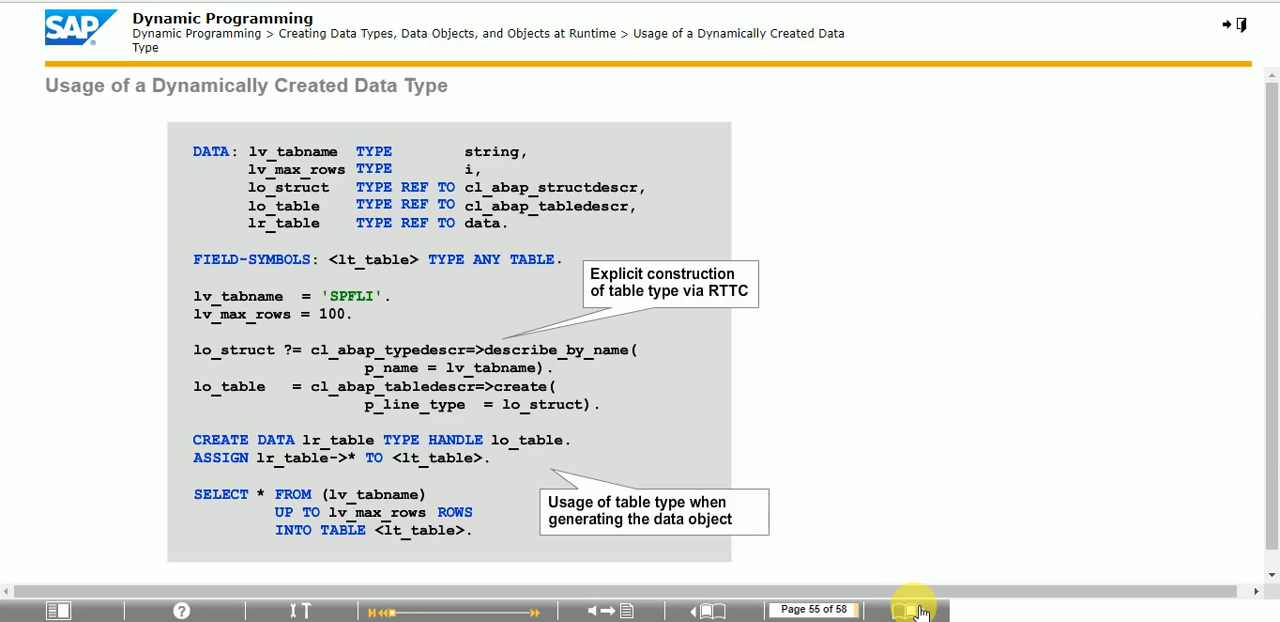 SAP
Dynamic Programming
Dynamic Programming > Creating Data Types, Data Objects, and Objects at Runtime > Usage of a Dynamically Created Data
Type
Usage of a Dynamically Created Data Type
DATA: lv_tabname TYPE string,
lv_max_rows TYPE i,
lo_struct TYPE REF TO cl_abap_structdescr,
lo_table TYPE REF TO cl_abap_tabledescr,
lr_table TYPE REF TO data.
FIELD-SYMBOLS: <lt_table> TYPE ANY TABLE.
Explicit construction
of table type via RTTC
lv_tabname = 'SPFLI'.
lv_max_rows = 100.
lo_struct ?= cl_abap_typedescr=>describe_by_name(
p_name = lv_tabname).
lo_table = cl_abap_tabledescr=>create(
p_line_type = lo_struct).
CREATE DATA lr_table TYPE HANDLE lo_table.
ASSIGN lr_table->* TO <lt_table>.
SELECT * FROM (lv_tabname)
UP TO lv_max_rows ROWS
INTO TABLE <lt_table>.
Usage of table type when
generating the data object
Page 55 of 58